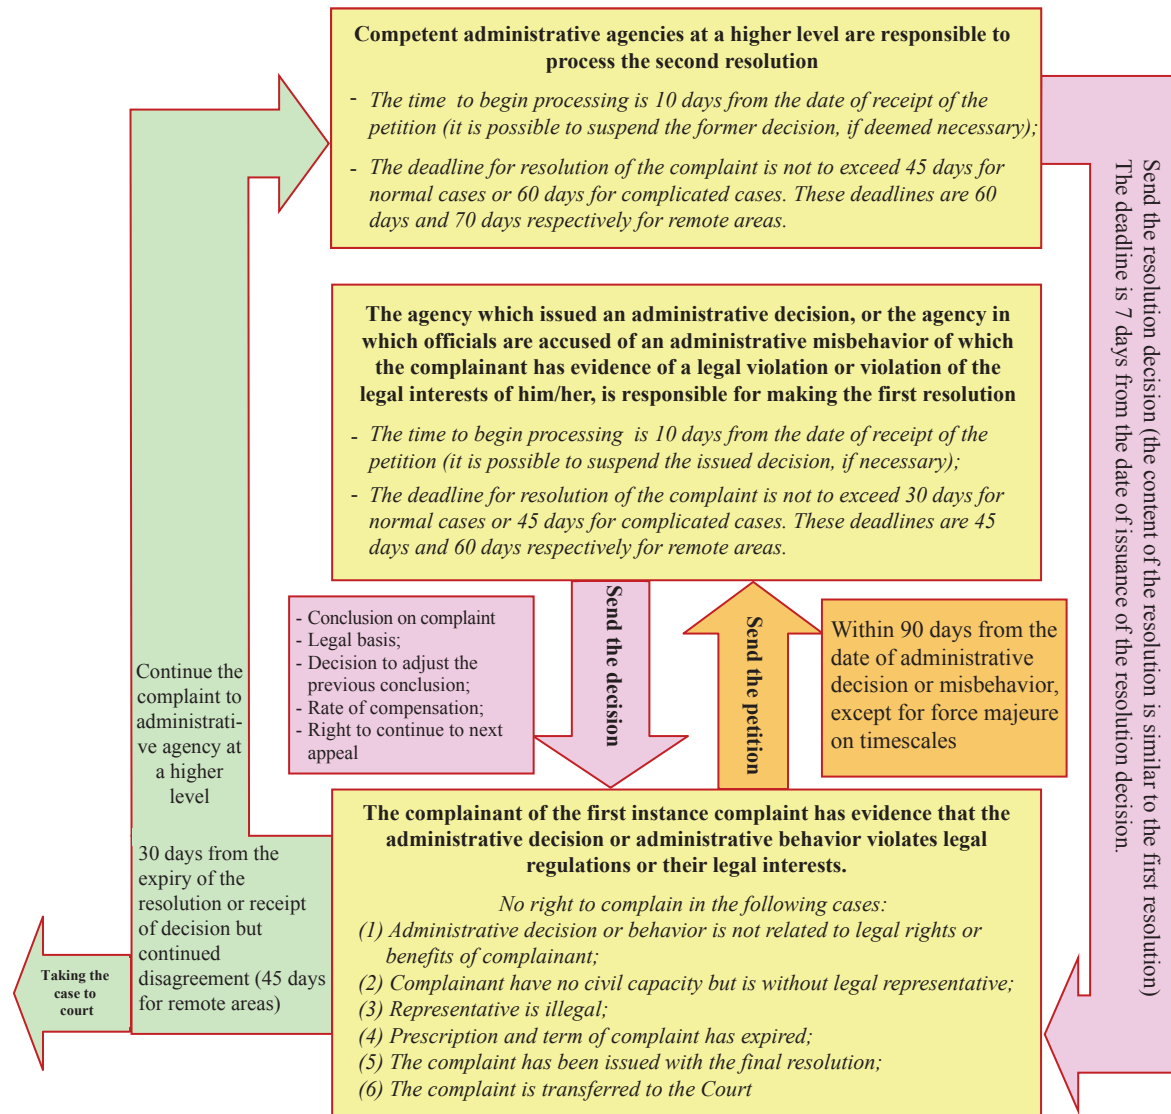 Competent administrative agencies at a higher level are responsible to
process the second resolution
- The time to begin processing is 10 days from the date of receipt of the
petition (it is possible to suspend the former decision, if deemed necessary);
- The deadline for resolution of the complaint is not to exceed 45 days for
normal cases or 60 days for complicated cases. These deadlines are 60
days and 70 days respectively for remote areas.
Send the resolution decision (the content of the resolution is similar to the first resolution)
The deadline is 7 days from the date of issuance of the resolution decision.
The agency which issued an administrative decision, or the agency in
which officials are accused of an administrative misbehavior of which
the complainant has evidence of a legal violation or violation of the
legal interests of him/her, is responsible for making the first resolution
- The time to begin processing is 10 days from the date of receipt of the
petition (it is possible to suspend the issued decision, if necessary);
- The deadline for resolution of the complaint is not to exceed 30 days for
normal cases or 45 days for complicated cases. These deadlines are 45
days and 60 days respectively for remote areas.
- Conclusion on complaint
- Legal basis;
- Decision to adjust the
previous conclusion;
- Rate of compensation;
- Right to continue to next
appeal
Send the decision
Send the petition
Within 90 days from the
date of administrative
decision or misbehavior,
except for force majeure
on timescales
Continue the
complaint to
administrati-
ve agency at
a higher
level
30 days from the
expiry of the
resolution or receipt
of decision but
continued
disagreement (45 days
for remote areas)
Taking the
case to
court
The complainant of the first instance complaint has evidence that the
administrative decision or administrative behavior violates legal
regulations or their legal interests.
No right to complain in the following cases:
(1) Administrative decision or behavior is not related to legal rights or
benefits of complainant;
(2) Complainant have no civil capacity but is without legal representative;
(3) Representative is illegal;
(4) Prescription and term of complaint has expired;
(5) The complaint has been issued with the final resolution;
(6) The complaint is transferred to the Court